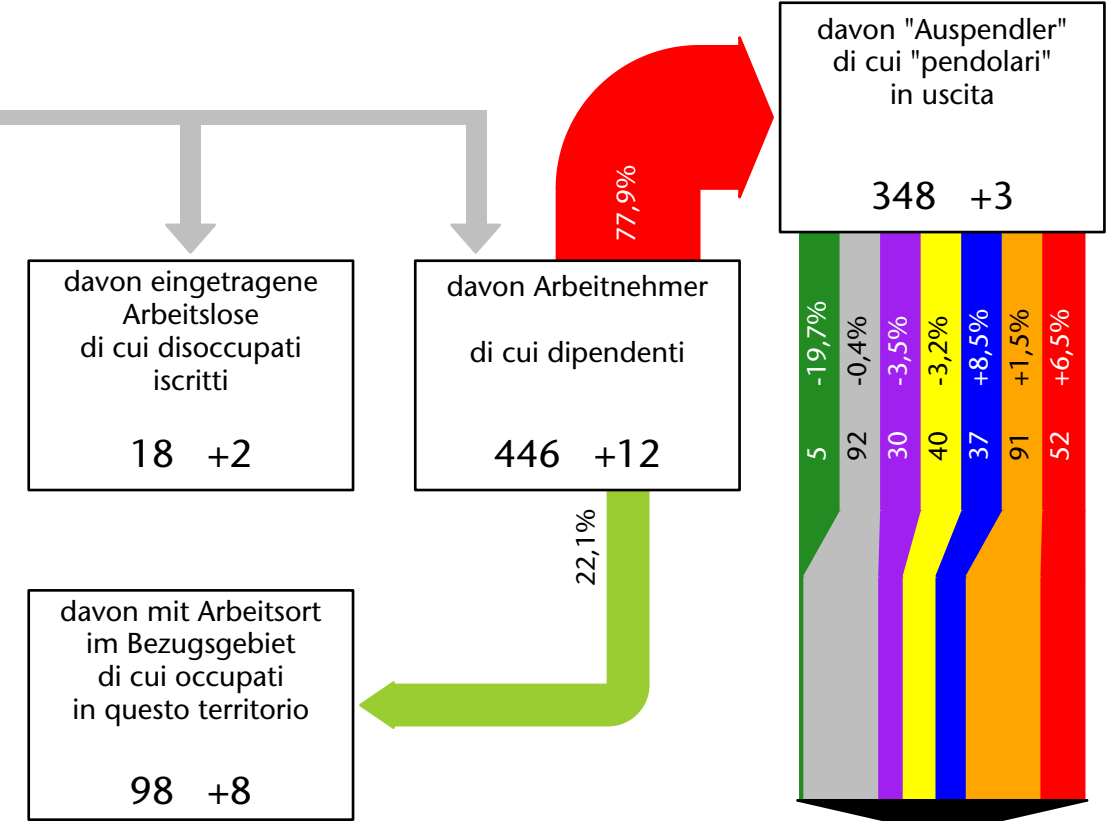 davon "Auspendler"
di cui "pendolari"
in uscita
348 +3
77,9%
davon eingetragene
Arbeitslose
di cui disoccupati
iscritti
18 +2
davon Arbeitnehmer
di cui dipendenti
446 +12
5 -19,7%
92 -0,4%
30 -3,5%
40 -3,2%
37 +8,5%
91 +1,5%
52 +6,5%
22,1%
davon mit Arbeitsort
im Bezugsgebiet
di cui occupati
in questo territorio
98 +8